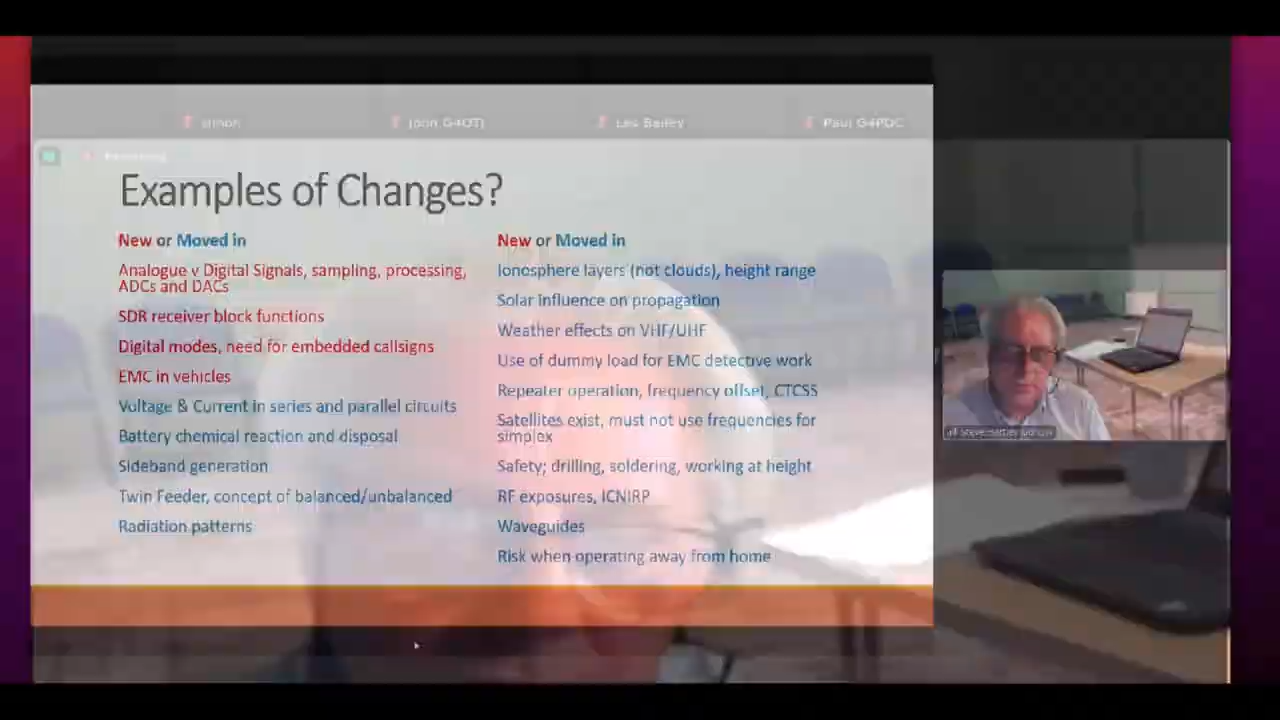 Simon
John G4OTJ
Les Bailey
Paul G4PDC
Recording
Examples of Changes?
New or Moved in
Analogue v Digital Signals, sampling, processing,
ADCs and DACs
SDR receiver block functions
Digital modes, need for embedded callsigns
EMC in vehicles
Voltage & Current in series and parallel circuits
Battery chemical reaction and disposal
Sideband generation
Twin Feeder, concept of balanced/unbalanced
Radiation patterns
New or Moved in
Ionosphere layers (not clouds), height range
Solar influence on propagation
Weather effects on VHF/UHF
Use of dummy load for EMC detective work
Repeater operation, frequency offset, CTCSS
Satellites exist, must not use frequencies for
simplex
Safety; drilling, soldering, working at height
RF exposures, ICNIRP
Waveguides
Risk when operating away from home